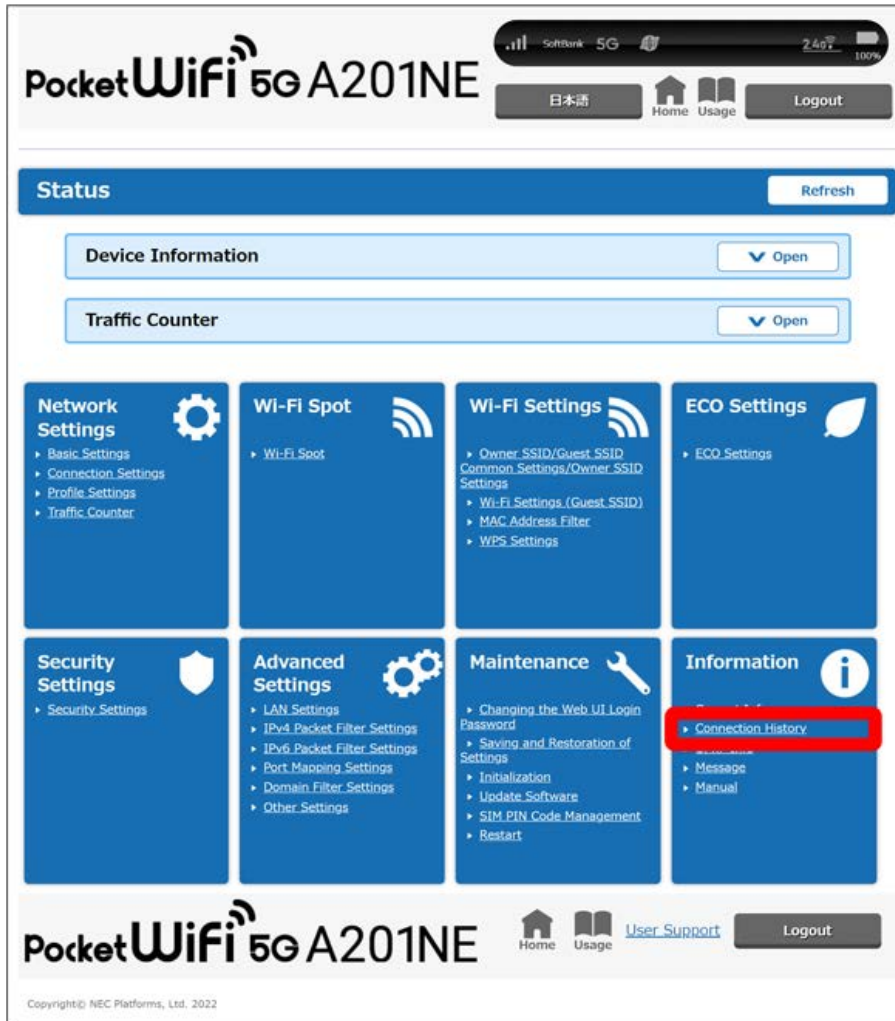 Pocket WiFi 5G A201NE
SoftBank 5G 2.4G 100%
日本語 Home Usage Logout
Status Refresh
Device Information Open
Traffic Counter Open
Network
Settings
Basic Settings
Connection Settings
Profile Settings
Traffic Counter
Wi-Fi Spot
Wi-Fi Spot
Wi-Fi Settings
Owner SSID/Guest SSID
Common Settings/Owner SSID
Settings
Wi-Fi Settings (Guest SSID)
MAC Address Filter
WPS Settings
ECO Settings
ECO Settings
Security
Settings
Security Settings
Advanced
Settings
LAN Settings
IPv4 Packet Filter Settings
IPv6 Packet Filter Settings
Port Mapping Settings
Domain Filter Settings
Other Settings
Maintenance
Changing the Web UI Login
Password
Saving and Restoration of
Settings
Initialization
Update Software
SIM PIN Code Management
Restart
Information
Connection History
Message
Manual
Pocket WiFi 5G A201NE
Home Usage User Support Logout
Copyright© NEC Platforms, Ltd. 2022